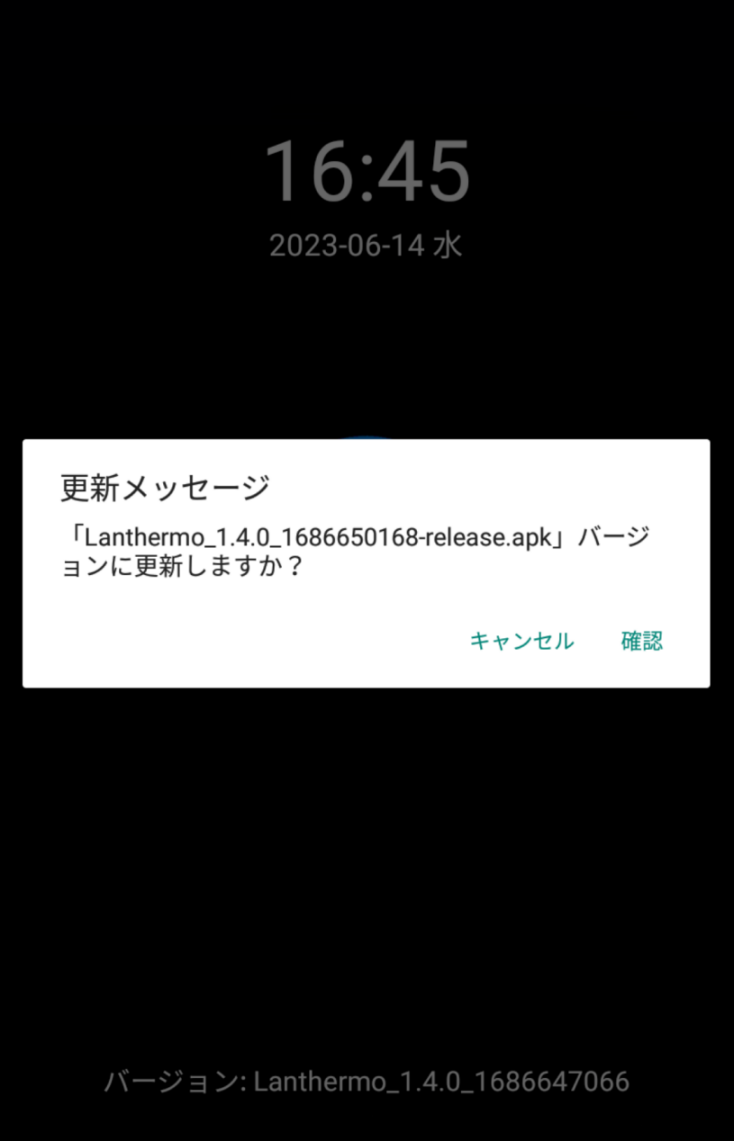 16:45
2023-06-14 水
更新メッセージ
「Lanthermo_1.4.0_1686650168-release.apk」バージ
ョンに更新しますか？
キャンセル 確認
バージョン: Lanthermo_1.4.0_1686647066